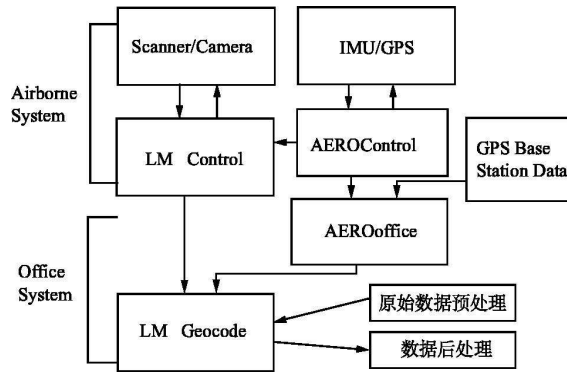 Scanner/Camera
IMU/GPS
Airborne
System
LM Control
AEROControl
GPS Base
Station Data
AEROoffice
Office
System
LM Geocode
原始数据预处理
数据后处理